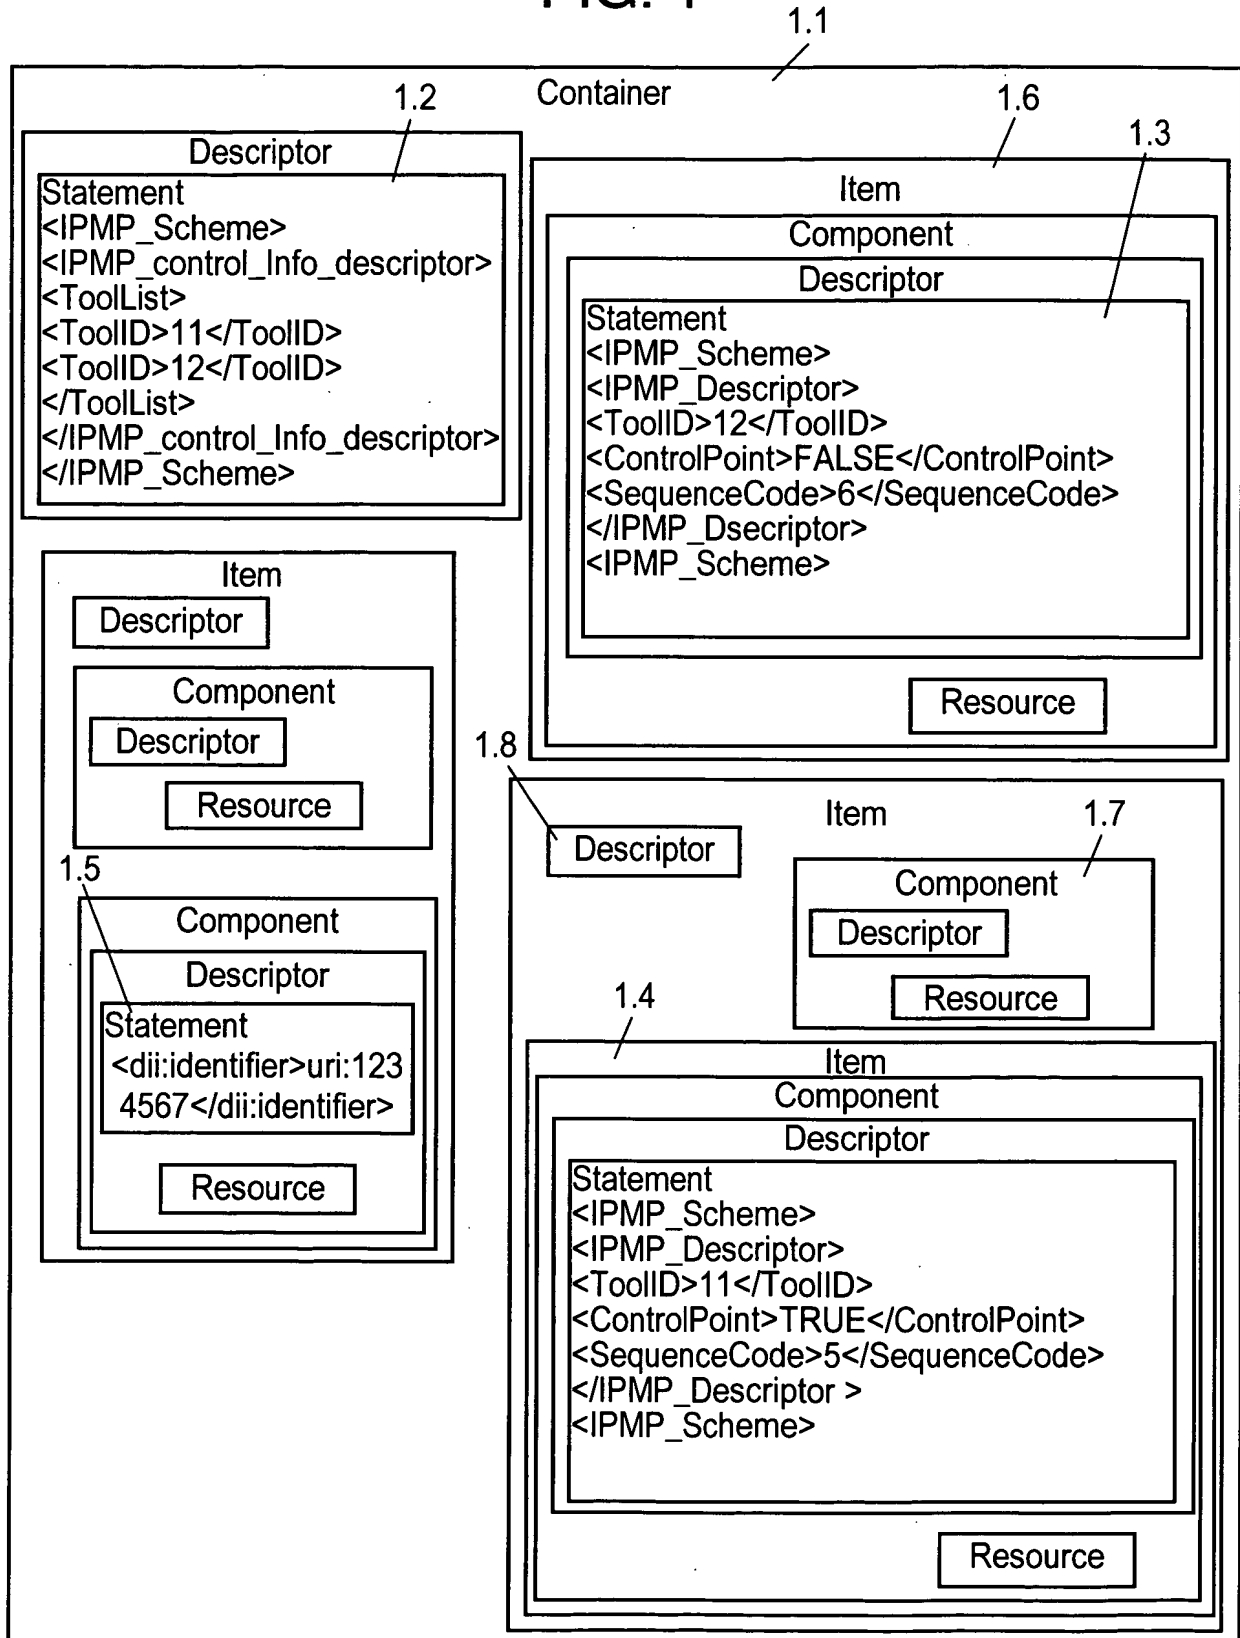 FIG. 1
1.1
Container
1.2
Descriptor
Statement
<IPMP_Scheme>
<IPMP_control_Info_descriptor>
<ToolList>
<ToolID>11</ToolID>
<ToolID>12</ToolID>
</ToolList>
</IPMP_control_Info_descriptor>
</IPMP_Scheme>
1.6
1.3
Item
Component
Descriptor
Statement
<IPMP_Scheme>
<IPMP_Descriptor>
<ToolID>12</ToolID>
<ControlPoint>FALSE</ControlPoint>
<SequenceCode>6</SequenceCode>
</IPMP_Dsecriptor>
<IPMP_Scheme>
Resource
Item
Descriptor
Component
Descriptor
Resource
1.5
Component
Descriptor
Statement
<dii:identifier>uri:123
4567</dii:identifier>
Resource
1.8
Item
Descriptor
1.7
Component
Descriptor
Resource
1.4
Item
Component
Descriptor
Statement
<IPMP_Scheme>
<IPMP_Descriptor>
<ToolID>11</ToolID>
<ControlPoint>TRUE</ControlPoint>
<SequenceCode>5</SequenceCode>
</IPMP_Descriptor >
<IPMP_Scheme>
Resource